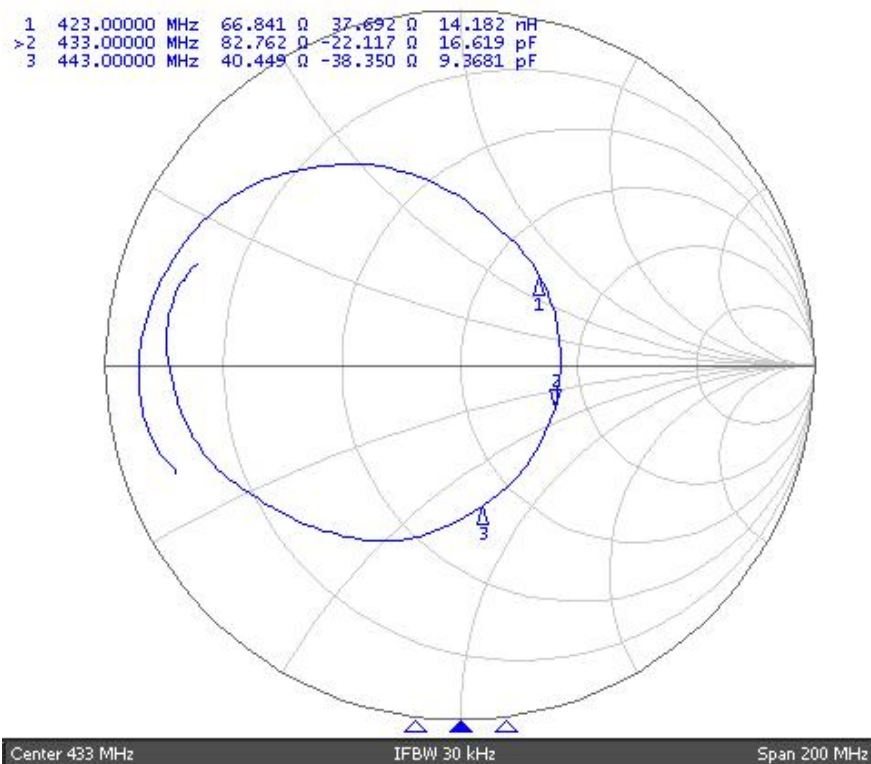 1 423.00000 MHz 66.841 Ω 37.692 Ω 14.182 nH
>2 433.00000 MHz 82.762 Ω -22.117 Ω 16.619 pF
3 443.00000 MHz 40.449 Ω -38.350 Ω 9.3681 pF
1
2
3
Center 433 MHz IFBW 30 kHz Span 200 MHz